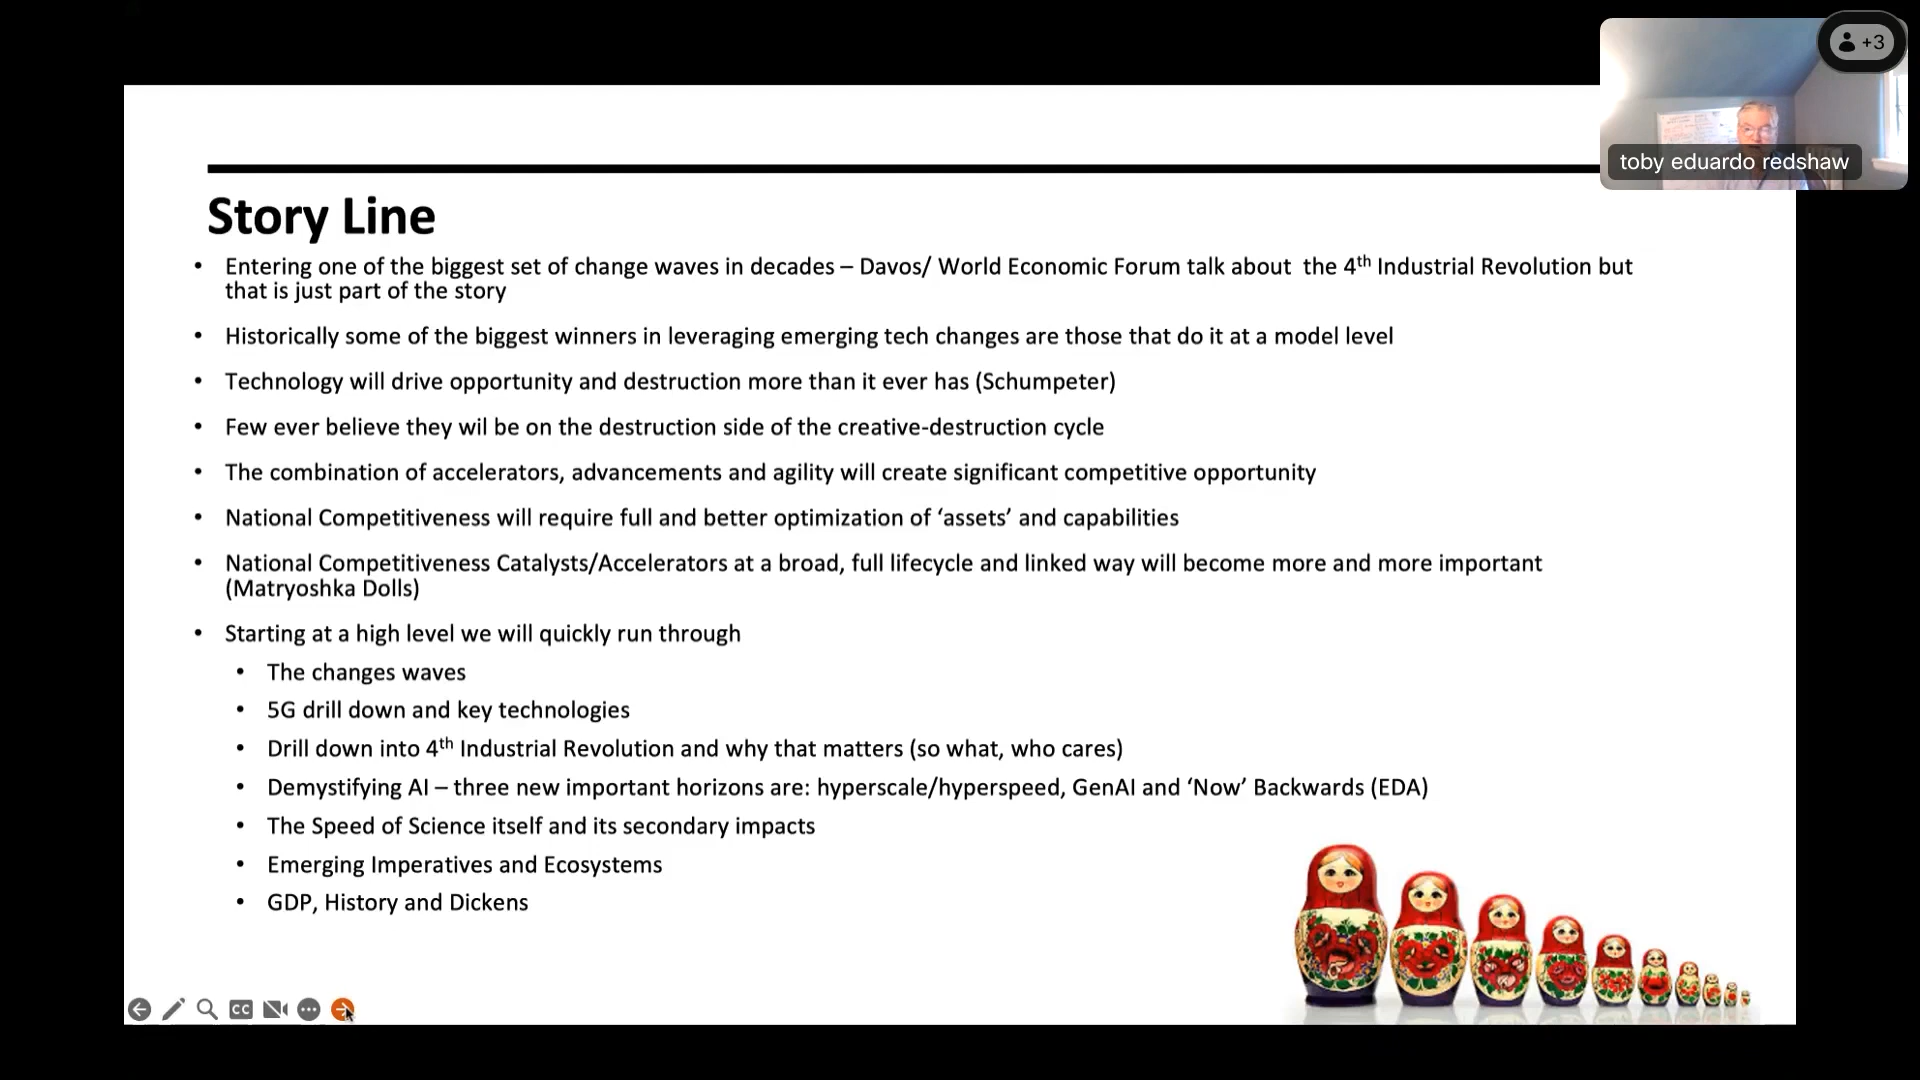 +3
toby eduardo redshaw
Story Line
• Entering one of the biggest set of change waves in decades – Davos/ World Economic Forum talk about the 4th Industrial Revolution but
that is just part of the story
• Historically some of the biggest winners in leveraging emerging tech changes are those that do it at a model level
• Technology will drive opportunity and destruction more than it ever has (Schumpeter)
• Few ever believe they wil be on the destruction side of the creative-destruction cycle
• The combination of accelerators, advancements and agility will create significant competitive opportunity
• National Competitiveness will require full and better optimization of ‘assets’ and capabilities
• National Competitiveness Catalysts/Accelerators at a broad, full lifecycle and linked way will become more and more important
(Matryoshka Dolls)
• Starting at a high level we will quickly run through
• The changes waves
• 5G drill down and key technologies
• Drill down into 4th Industrial Revolution and why that matters (so what, who cares)
• Demystifying AI – three new important horizons are: hyperscale/hyperspeed, GenAI and ‘Now’ Backwards (EDA)
• The Speed of Science itself and its secondary impacts
• Emerging Imperatives and Ecosystems
• GDP, History and Dickens
CC